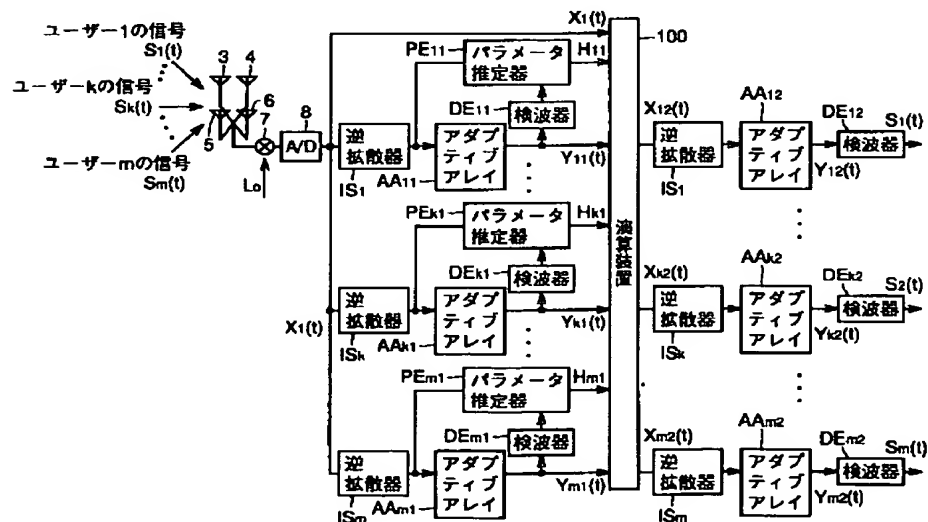 ユーザー1の信号
S1(t)
3 4
ユーザーkの信号
Sk(t)
5
6
7
8
A/D
ユーザーmの信号
Sm(t)
Lo
X1(t)
PE11
パラメータ
推定器
H11
DE11
検波器
逆
拡散器
IS1
アダプ
ティブ
アレイ
AA11
Y11(t)
PEk1
パラメータ
推定器
Hk1
DEk1
検波器
X1(t)
逆
拡散器
ISk
アダプ
ティブ
アレイ
AAk1
Yk1(t)
PEm1
パラメータ
推定器
Hm1
DEm1
検波器
逆
拡散器
ISm
アダプ
ティブ
アレイ
AAm1
Ym1(t)
演算装置
100
X12(t)
逆
拡散器
IS1
AA12
アダプ
ティブ
アレイ
DE12
検波器
S1(t)
Y12(t)
Xk2(t)
逆
拡散器
ISk
AAk2
アダプ
ティブ
アレイ
DEk2
検波器
S2(t)
Yk2(t)
Xm2(t)
逆
拡散器
ISm
AAm2
アダプ
ティブ
アレイ
DEm2
検波器
Sm(t)
Ym2(t)